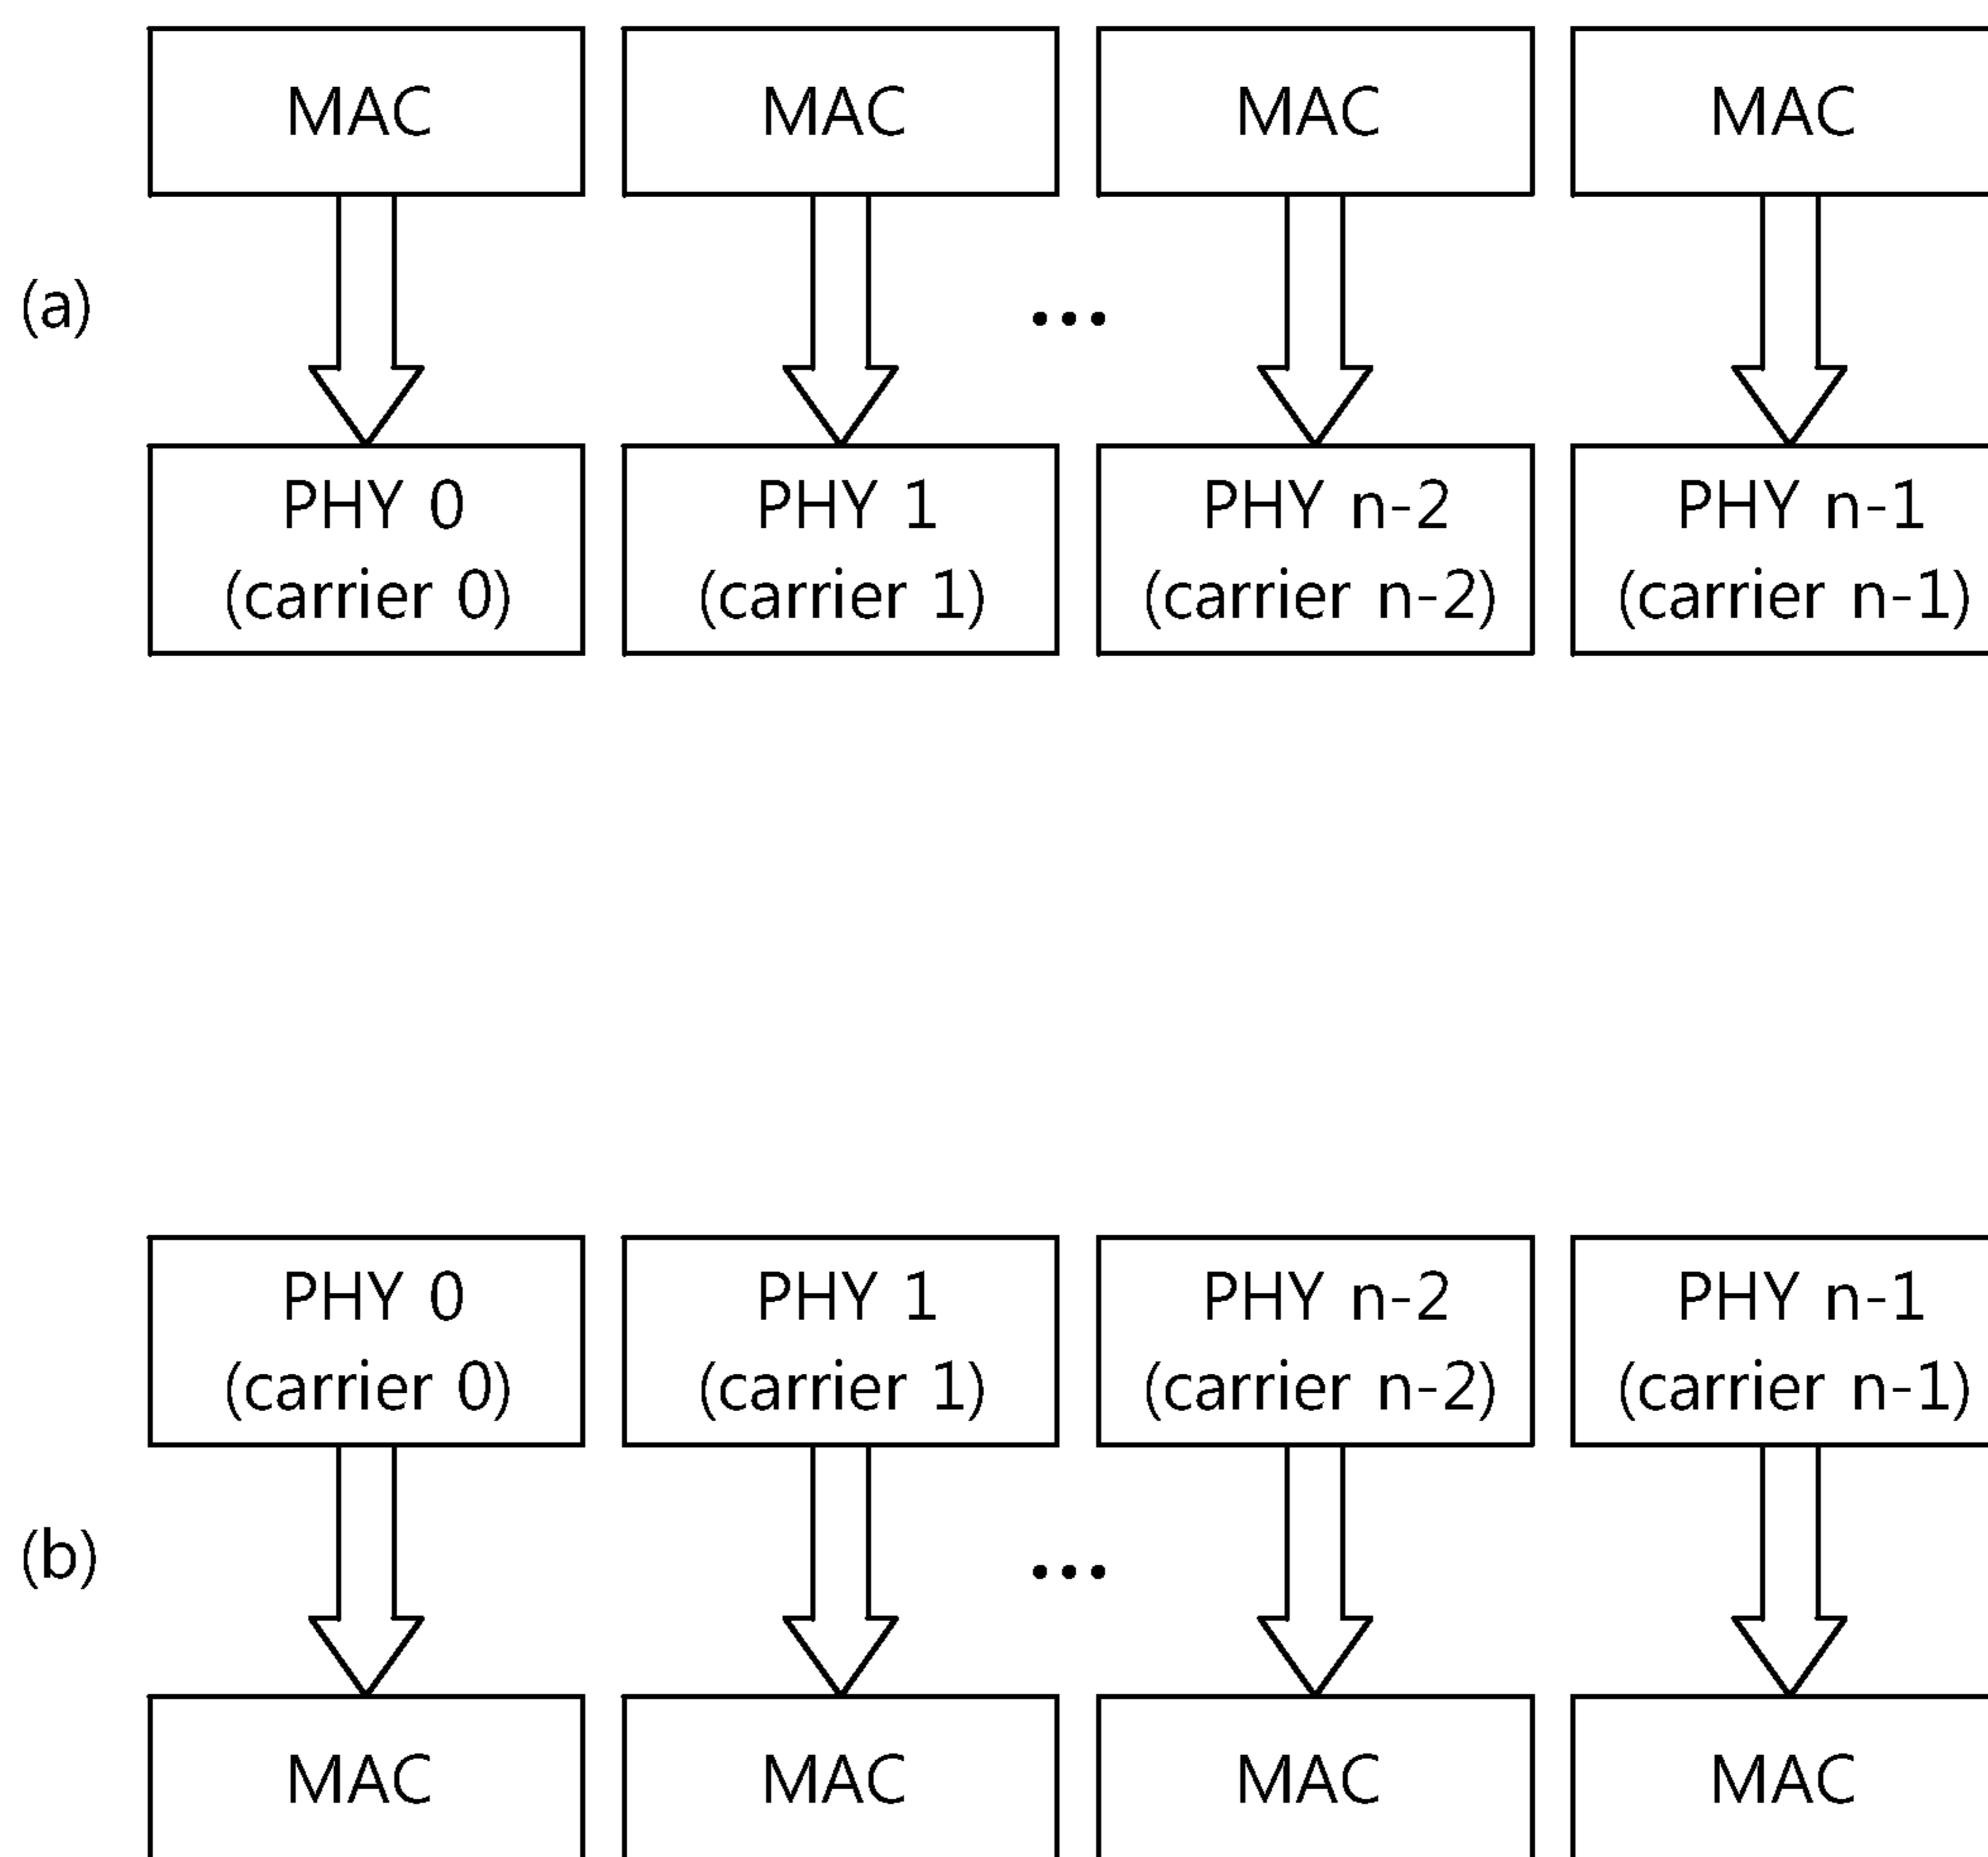 MAC MAC MAC MAC
(a)
...
PHY 0 PHY 1 PHY n-2 PHY n-1
(carrier 0) (carrier 1) (carrier n-2) (carrier n-1)
PHY 0 PHY 1 PHY n-2 PHY n-1
(carrier 0) (carrier 1) (carrier n-2) (carrier n-1)
(b)
...
MAC MAC MAC MAC